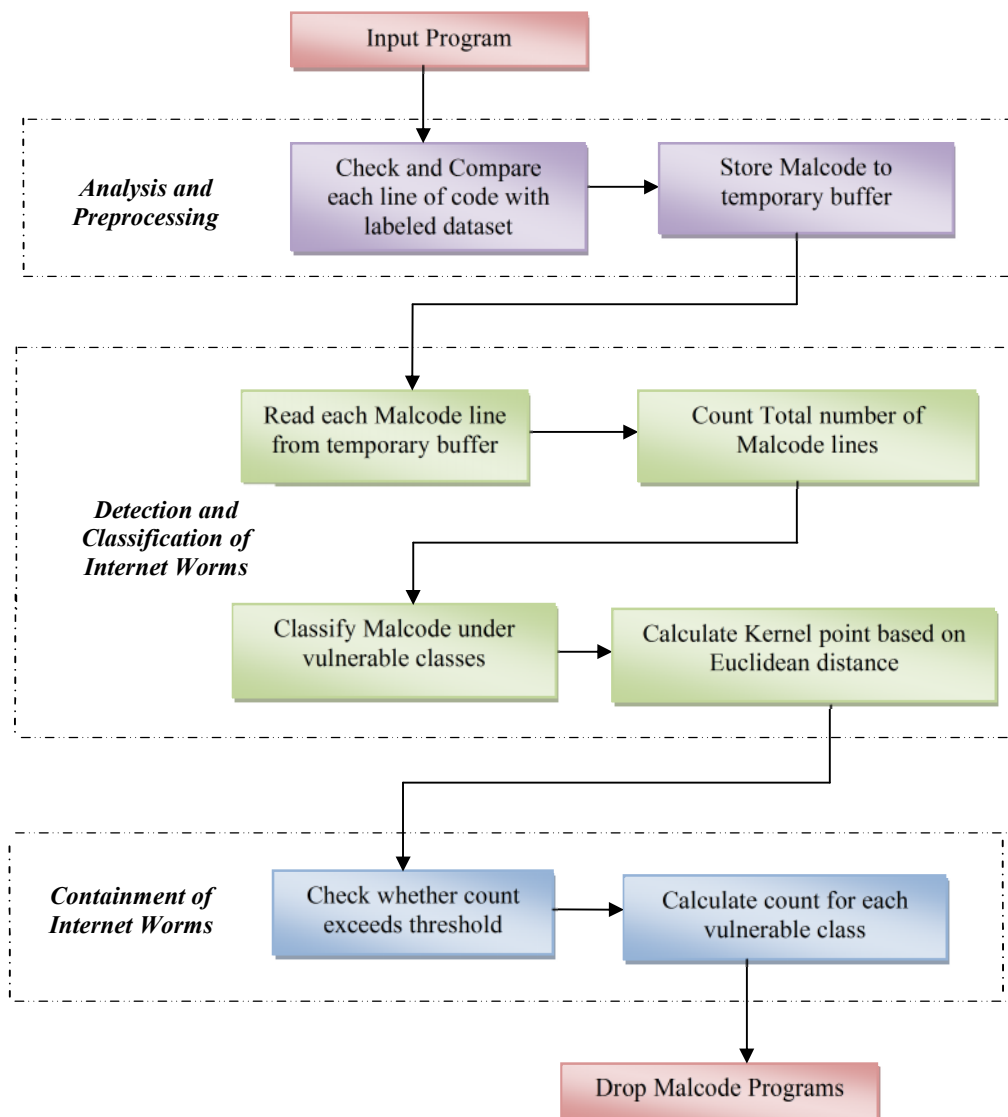 Input Program
Analysis and
Preprocessing
Check and Compare
each line of code with
labeled dataset
Store Malcode to
temporary buffer
Detection and
Classification of
Internet Worms
Read each Malcode line
from temporary buffer
Count Total number of
Malcode lines
Classify Malcode under
vulnerable classes
Calculate Kernel point based on
Euclidean distance
Containment of
Internet Worms
Check whether count
exceeds threshold
Calculate count for each
vulnerable class
Drop Malcode Programs